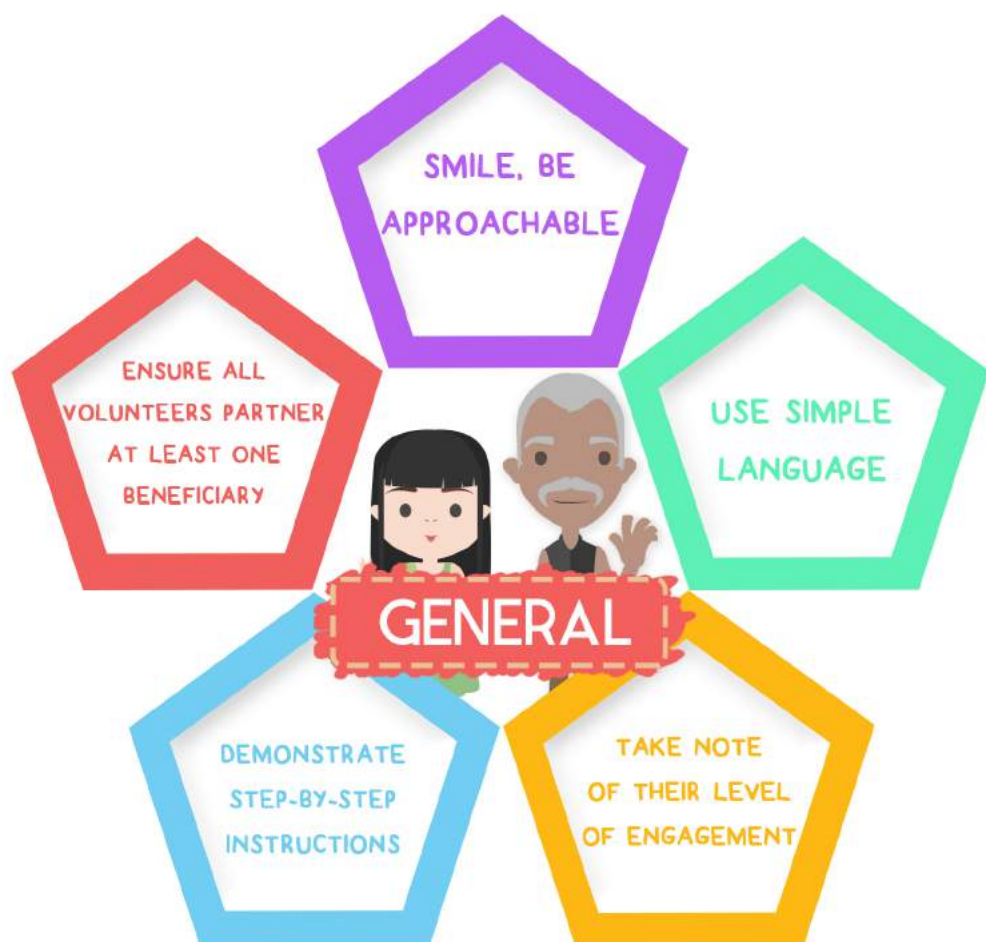 SMILE, BE
APPROACHABLE
ENSURE ALL
VOLUNTEERS PARTNER
AT LEAST ONE
BENEFICIARY
USE SIMPLE
LANGUAGE
GENERAL
DEMONSTRATE
STEP-BY-STEP
INSTRUCTIONS
TAKE NOTE
OF THEIR LEVEL
OF ENGAGEMENT